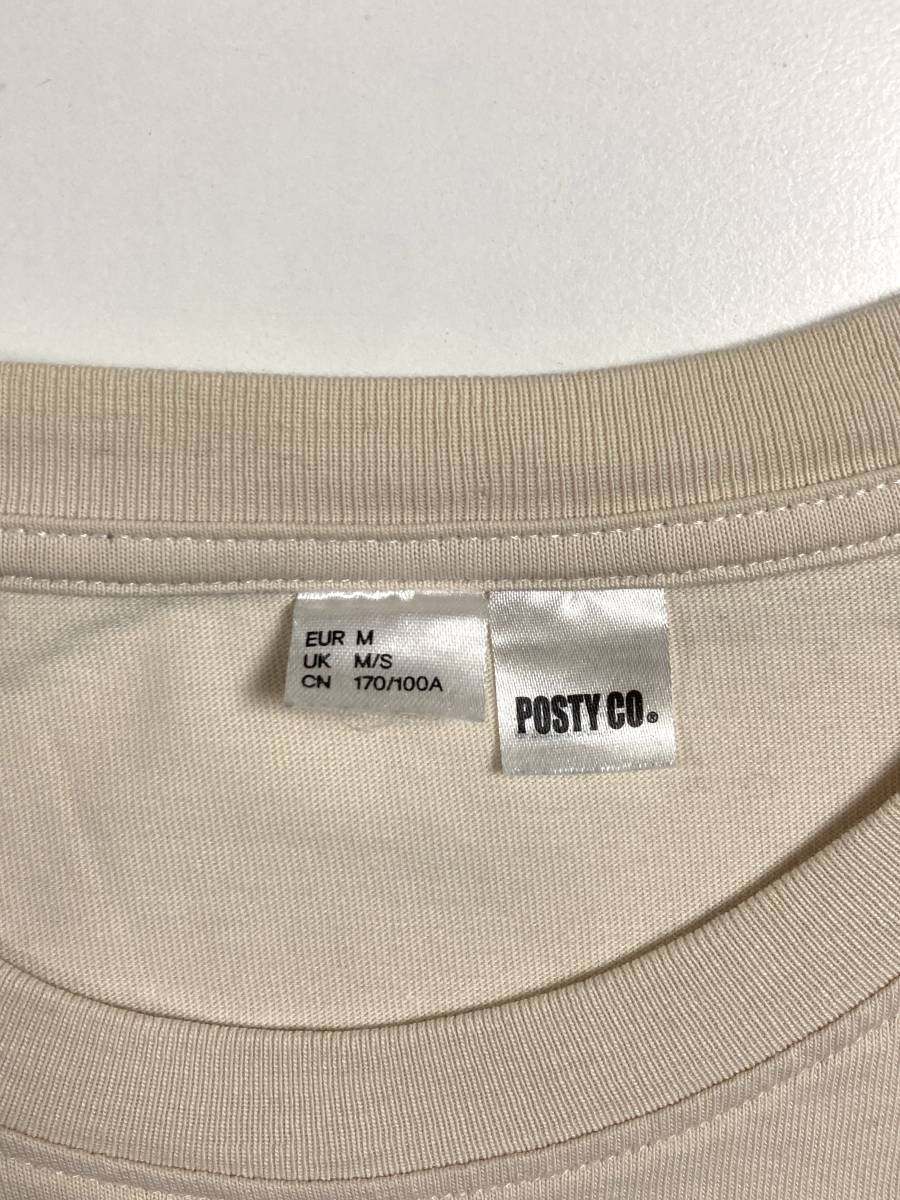 EUR M
UK M/S
CN 170/100A
POSTY CO®